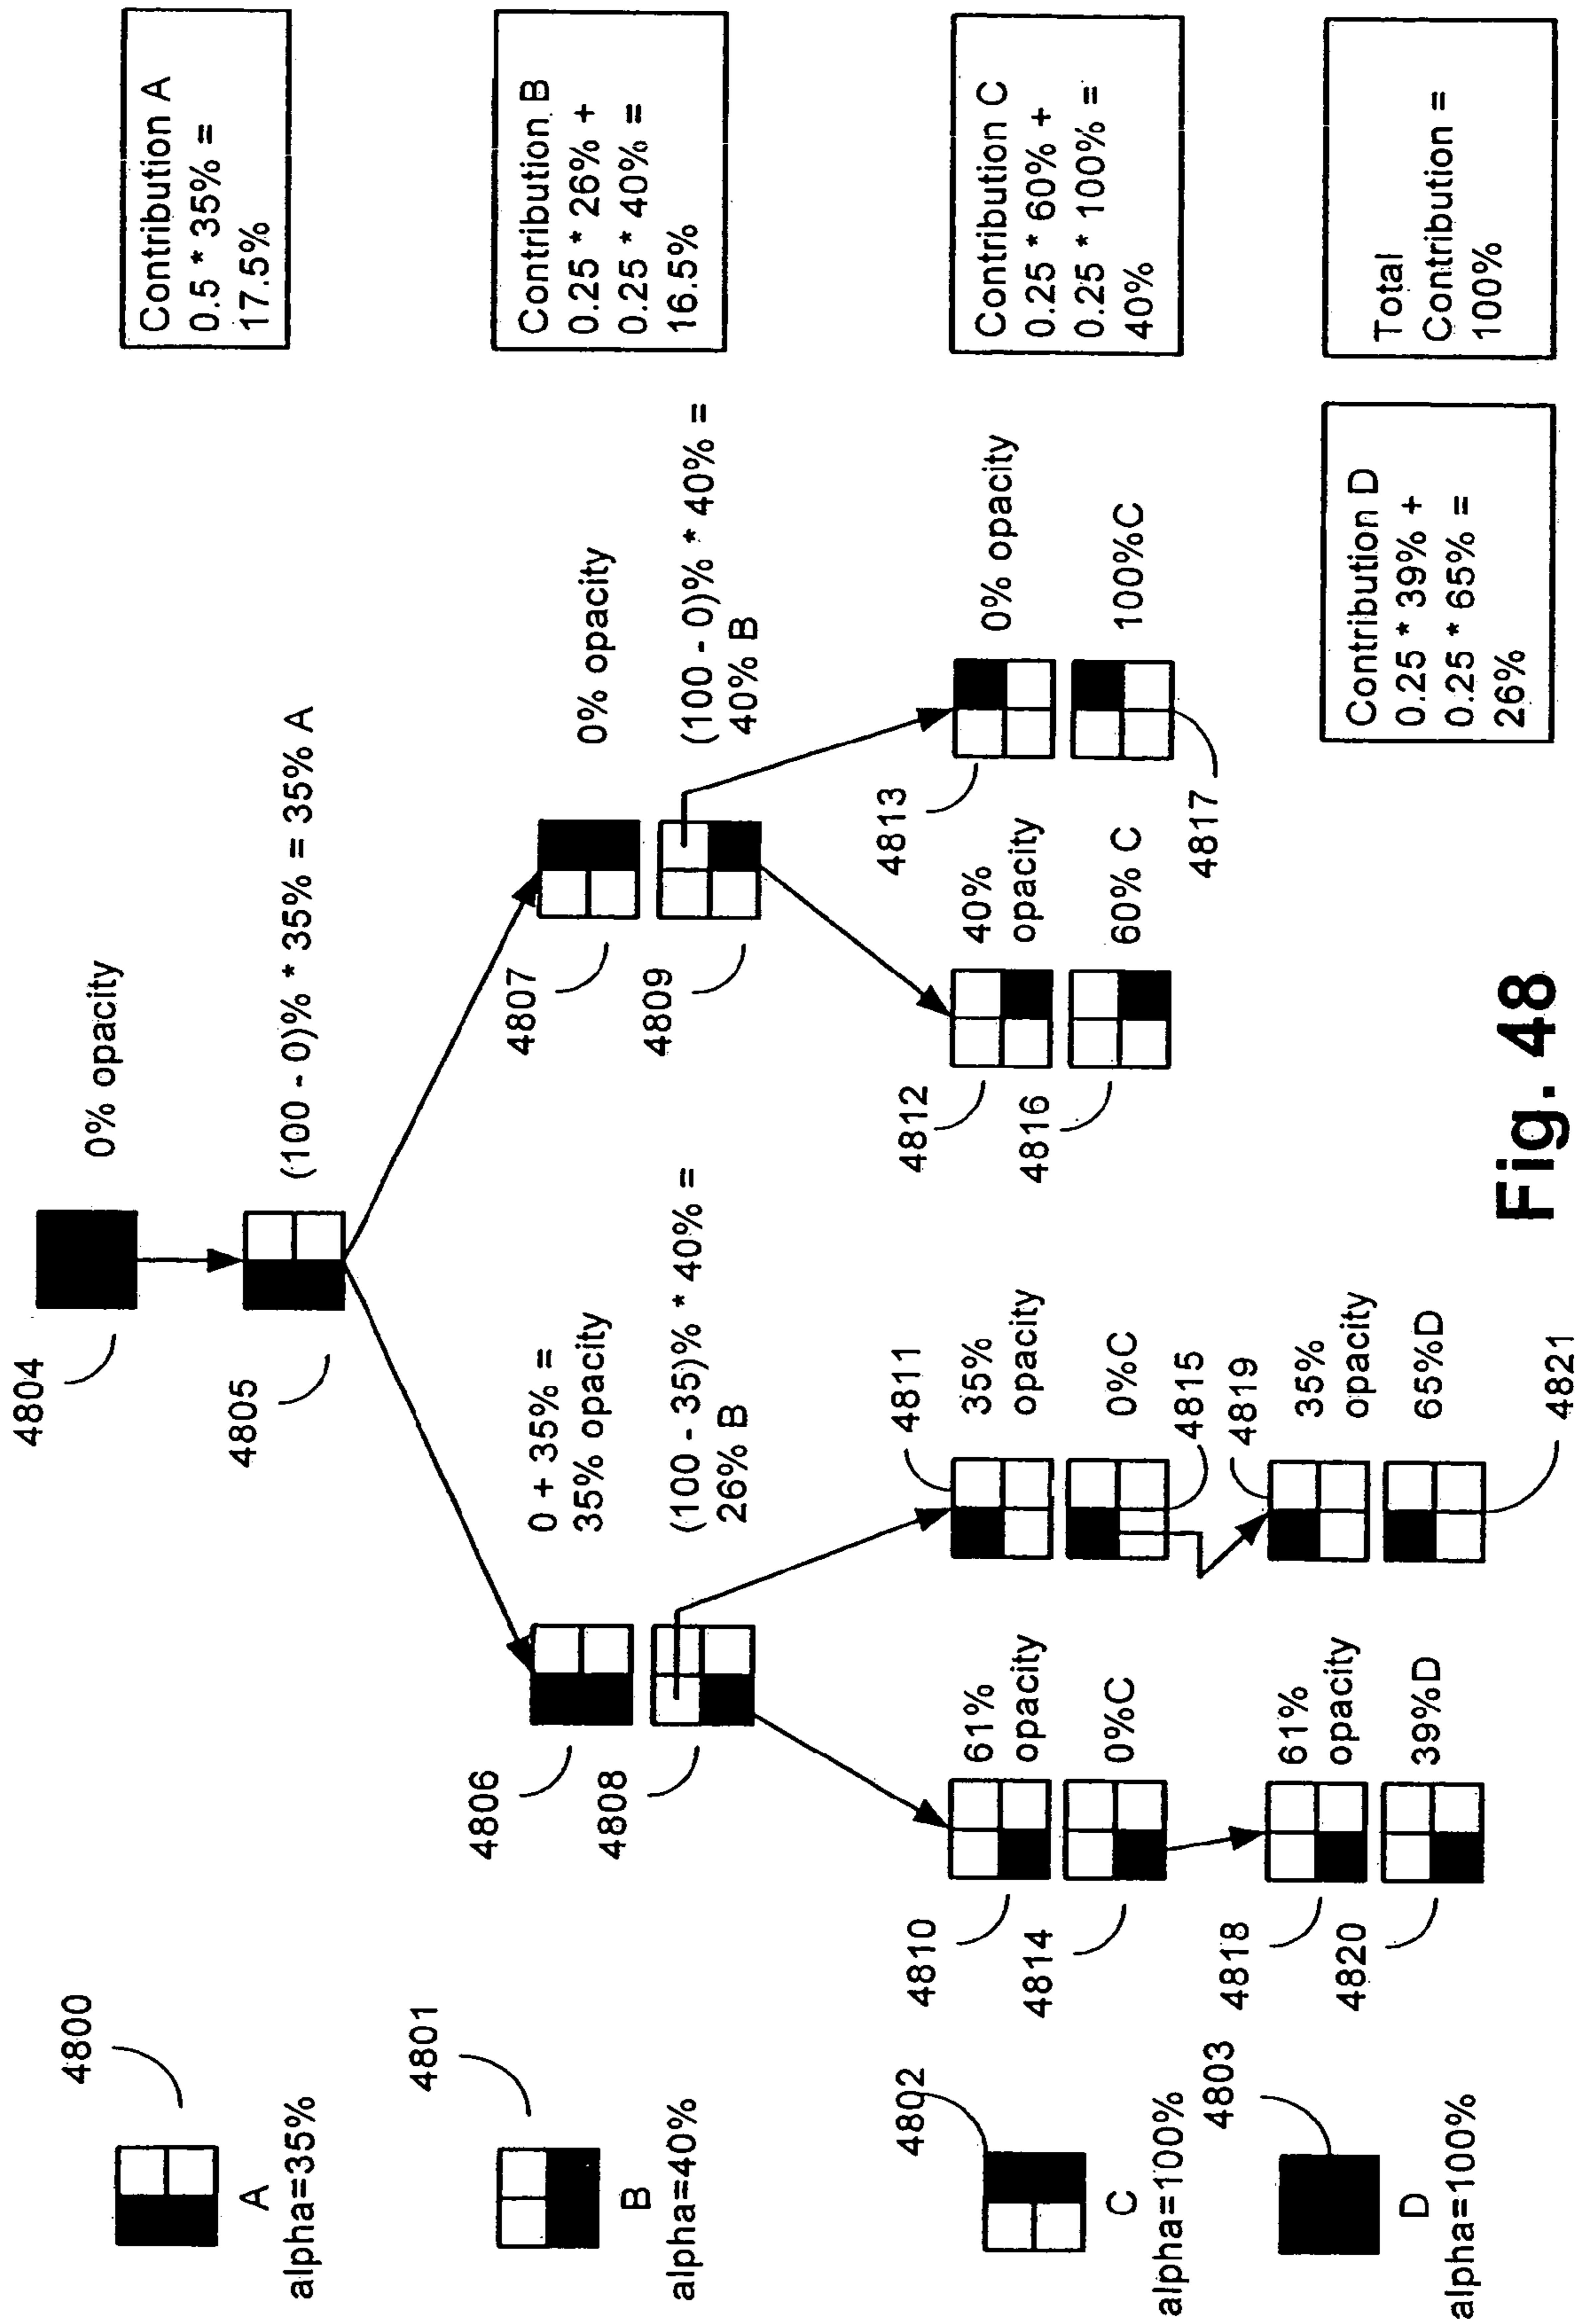 4800
A
alpha=35%
4801
B
alpha=40%
4802
C
alpha=100%
4803
D
alpha=100%
4804
0% opacity
4805
(100 - 0)% * 35% = 35% A
4806
0 + 35% =
35% opacity
4808
(100 - 35)% * 40% =
26% B
4807
0% opacity
4809
(100 - 0)% * 40% =
40% B
4810
61%
opacity
4814
0%C
4811
35%
opacity
0%C
4815
4812
40%
opacity
4816
60% C
4813
0% opacity
100%C
4817
4818
61%
opacity
4820
39%D
4819
35%
opacity
65%D
4821
Contribution A
0.5 * 35% =
17.5%
Contribution B
0.25 * 26% +
0.25 * 40% =
16.5%
Contribution C
0.25 * 60% +
0.25 * 100% =
40%
Contribution D
0.25 * 39% +
0.25 * 65% =
26%
Total
Contribution =
100%
Fig. 48